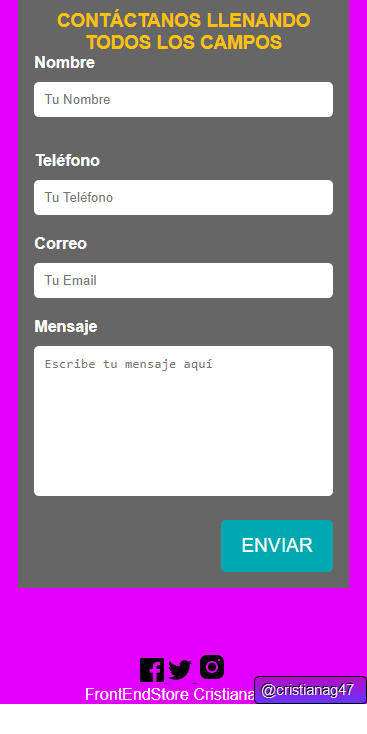 CONTÁCTANOS LLENANDO
TODOS LOS CAMPOS
Nombre
Tu Nombre
Teléfono
Tu Teléfono
Correo
Tu Email
Mensaje
Escribe tu mensaje aquí
ENVIAR
FrontEndStore Cristiana
@cristianag47